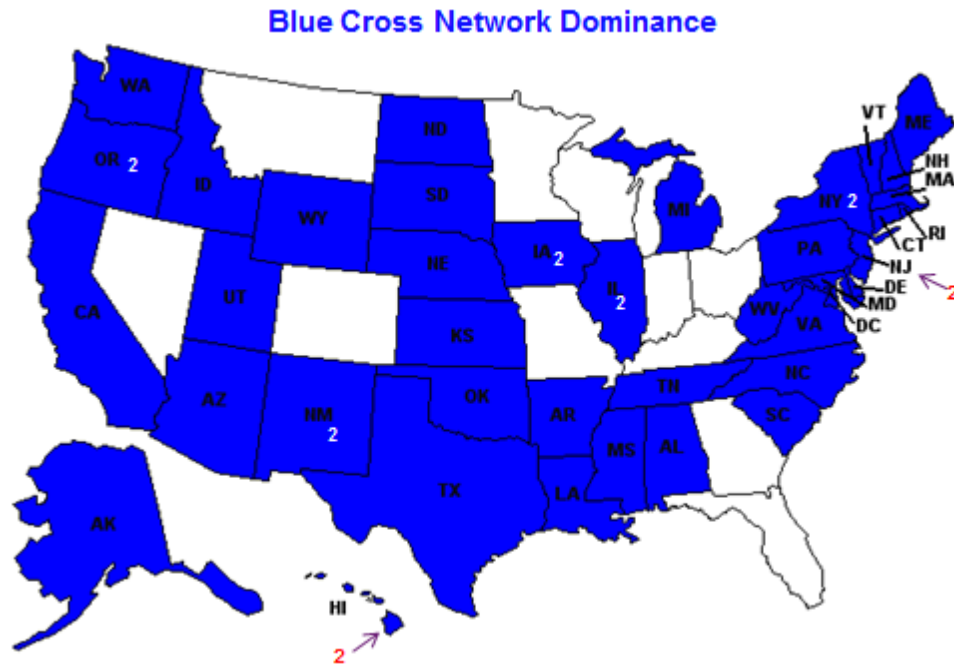 Blue Cross Network Dominance
WA
ND
VT
ME
OR 2
ID
SD
MI
NH
MA
WY
NY 2
RI
IA 2
PA
CT
NE
NJ
UT
IL
2
DE
2
CA
MD
WV
VA
DC
KS
NC
TN
AZ
OK
NM
2
AR
SC
MS
AL
TX
LA
AK
HI
2